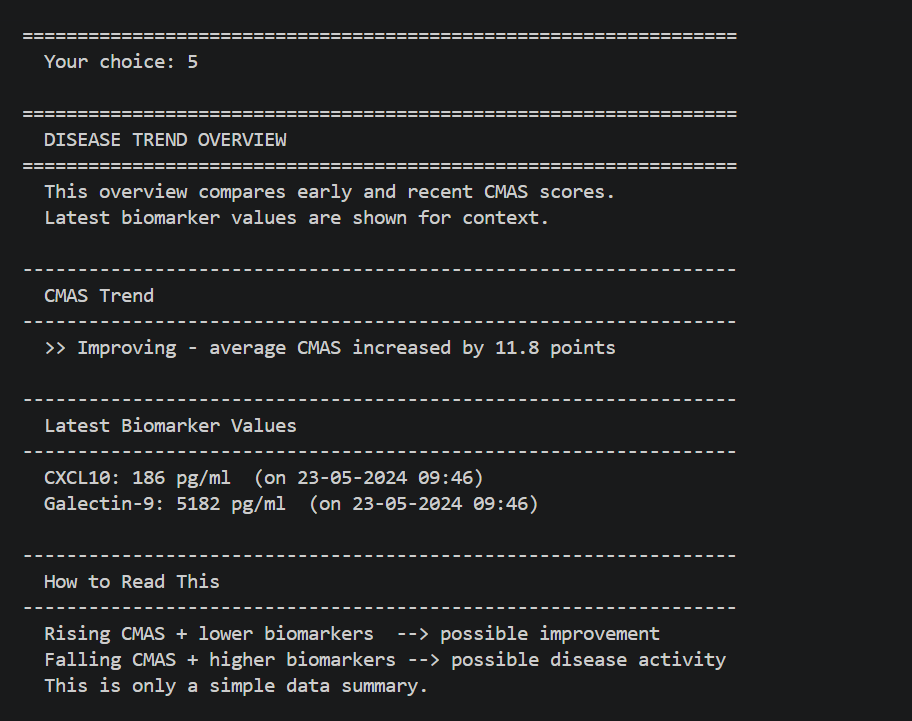 =================================================================
Your choice: 5
=================================================================
DISEASE TREND OVERVIEW
=================================================================
This overview compares early and recent CMAS scores.
Latest biomarker values are shown for context.
-----------------------------------------------------------------
CMAS Trend
-----------------------------------------------------------------
>> Improving - average CMAS increased by 11.8 points
-----------------------------------------------------------------
Latest Biomarker Values
-----------------------------------------------------------------
CXCL10: 186 pg/ml  (on 23-05-2024 09:46)
Galectin-9: 5182 pg/ml  (on 23-05-2024 09:46)
-----------------------------------------------------------------
How to Read This
-----------------------------------------------------------------
Rising CMAS + lower biomarkers  --> possible improvement
Falling CMAS + higher biomarkers --> possible disease activity
This is only a simple data summary.